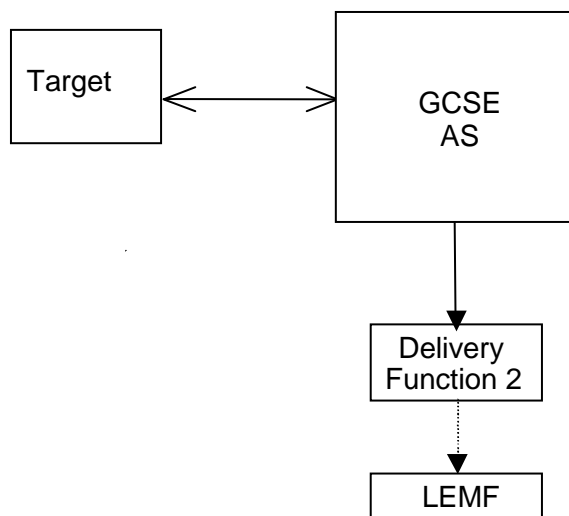 Target
GCSE
AS
Delivery
Function 2
LEMF